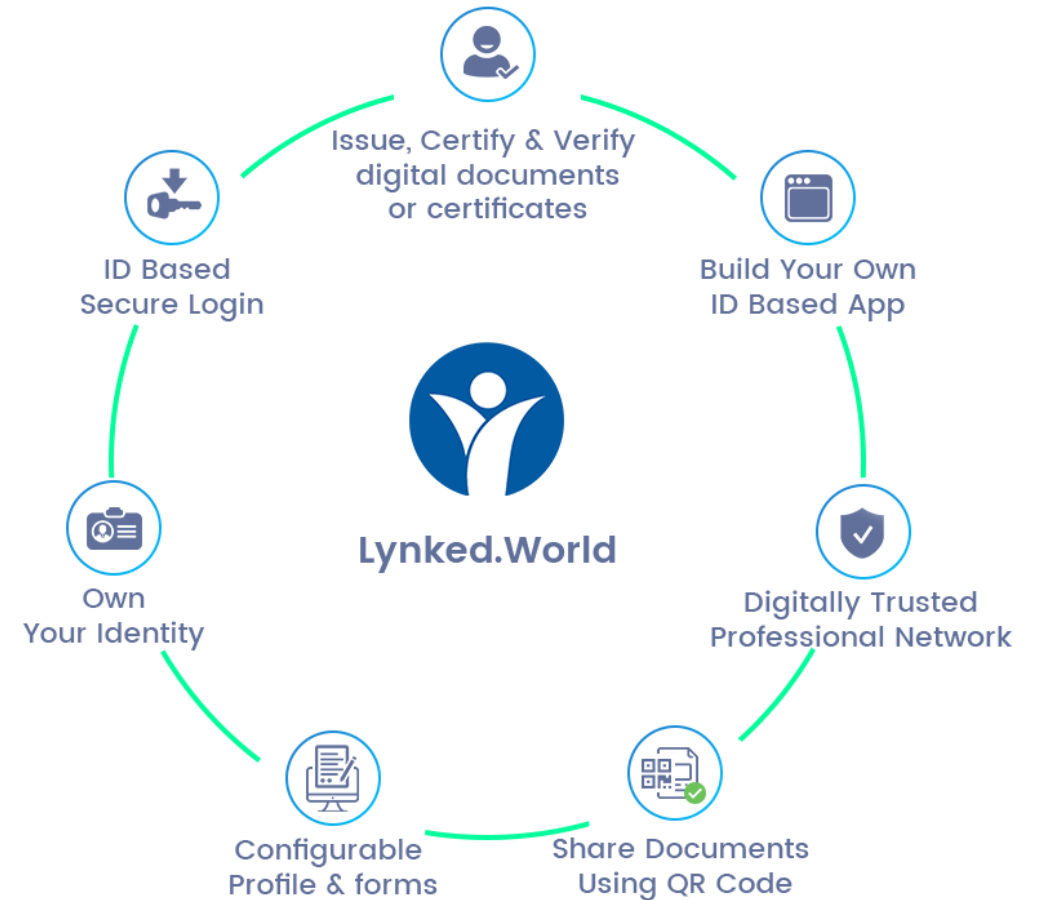 Issue, Certify & Verify
digital documents
or certificates
ID Based
Secure Login
Build Your Own
ID Based App
Lynked.World
Own
Your Identity
Digitally Trusted
Professional Network
Configurable
Profile & forms
Share Documents
Using QR Code